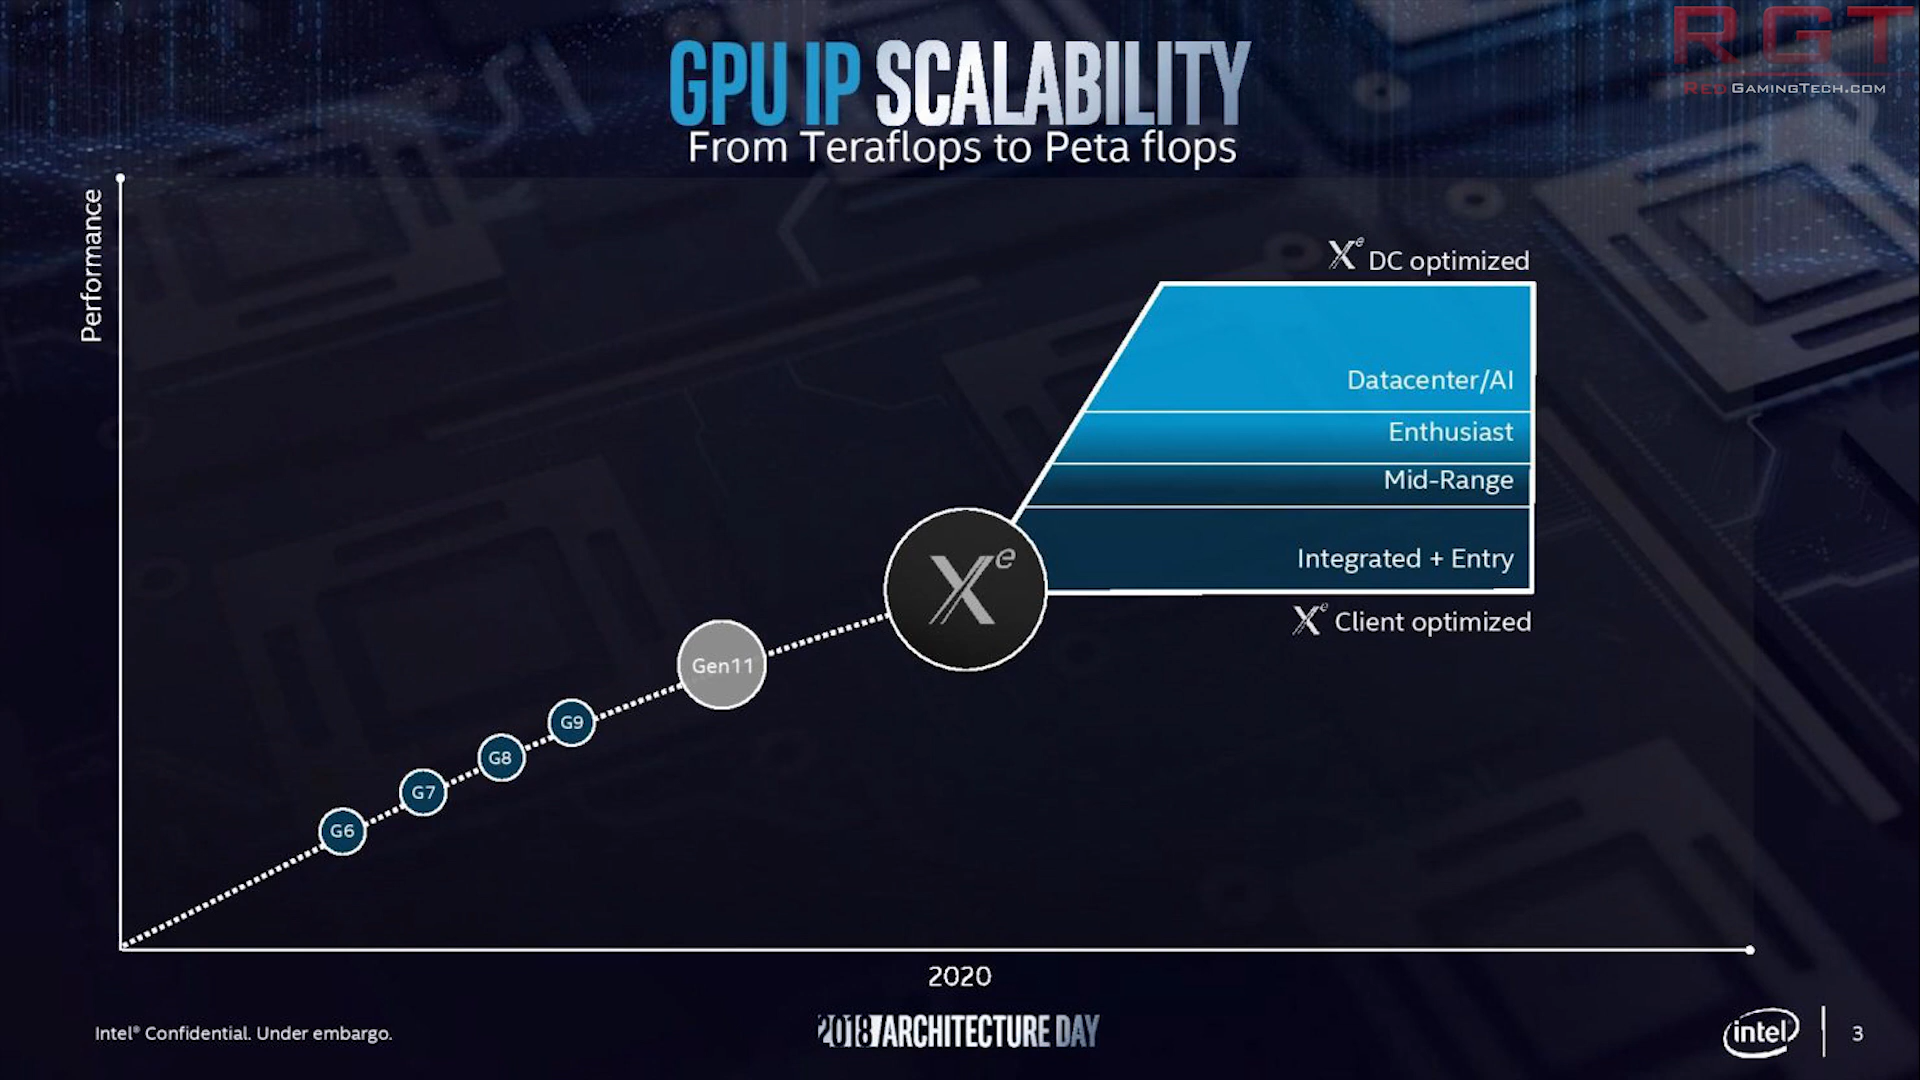 RGT
RedGamingTech.com
GPU IP SCALABILITY
From Teraflops to Peta flops
Performance
Xe DC optimized
Datacenter/AI
Enthusiast
Mid-Range
Integrated + Entry
Xe Client optimized
Xe
Gen11
G9
G8
G7
G6
2020
Intel® Confidential. Under embargo.
2018 ARCHITECTURE DAY
intel
3